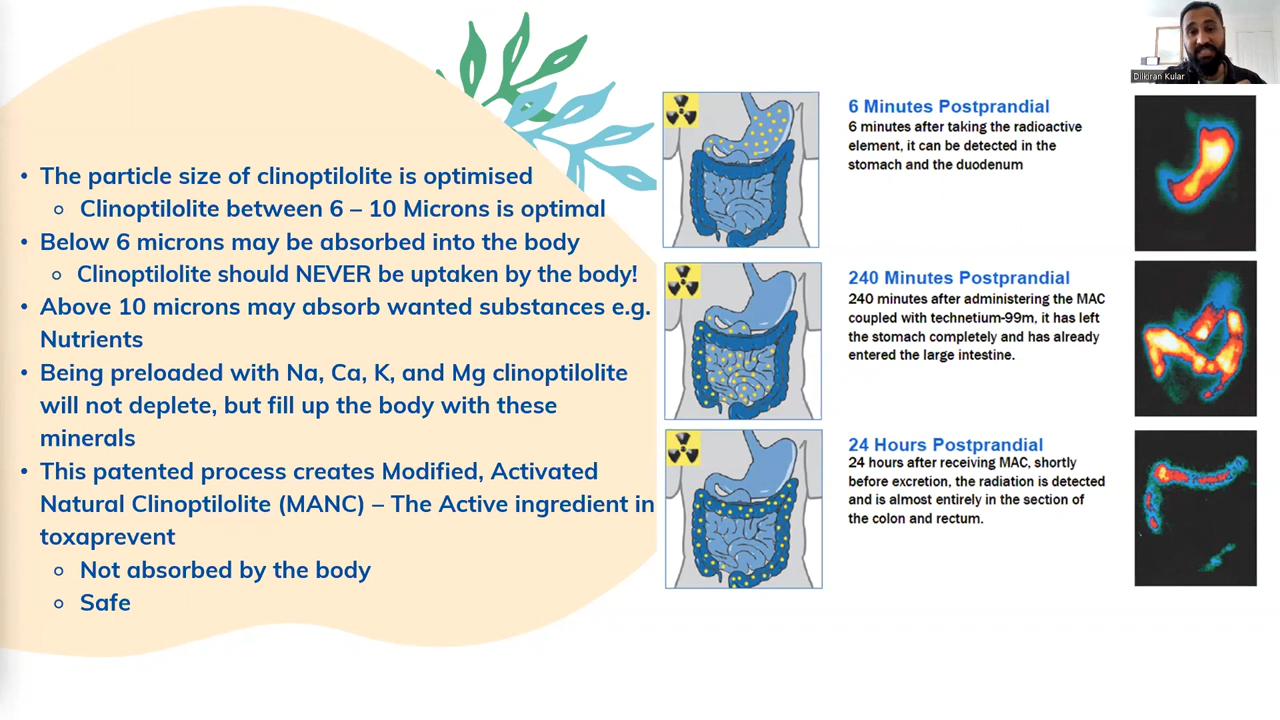 • The particle size of clinoptilolite is optimised
o Clinoptilolite between 6 – 10 Microns is optimal
• Below 6 microns may be absorbed into the body
o Clinoptilolite should NEVER be uptaken by the body!
• Above 10 microns may absorb wanted substances e.g.
Nutrients
• Being preloaded with Na, Ca, K, and Mg clinoptilolite
will not deplete, but fill up the body with these
minerals
• This patented process creates Modified, Activated
Natural Clinoptilolite (MANC) – The Active ingredient in
toxaprevent
o Not absorbed by the body
o Safe
6 Minutes Postprandial
6 minutes after taking the radioactive
element, it can be detected in the
stomach and the duodenum
240 Minutes Postprandial
240 minutes after administering the MAC
coupled with technetium-99m, it has left
the stomach completely and has already
entered the large intestine.
24 Hours Postprandial
24 hours after receiving MAC, shortly
before excretion, the radiation is detected
and is almost entirely in the section of
the colon and rectum.
Dilkiran Kular